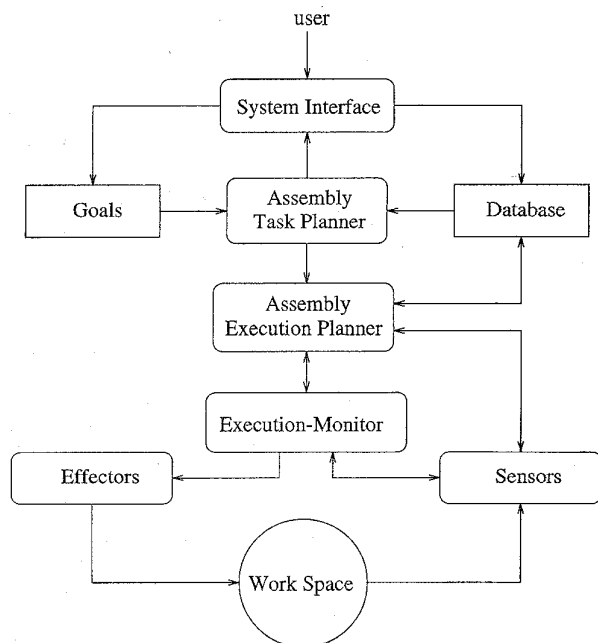 user
System Interface
Goals
Assembly
Task Planner
Database
Assembly
Execution Planner
Execution-Monitor
Effectors
Sensors
Work Space